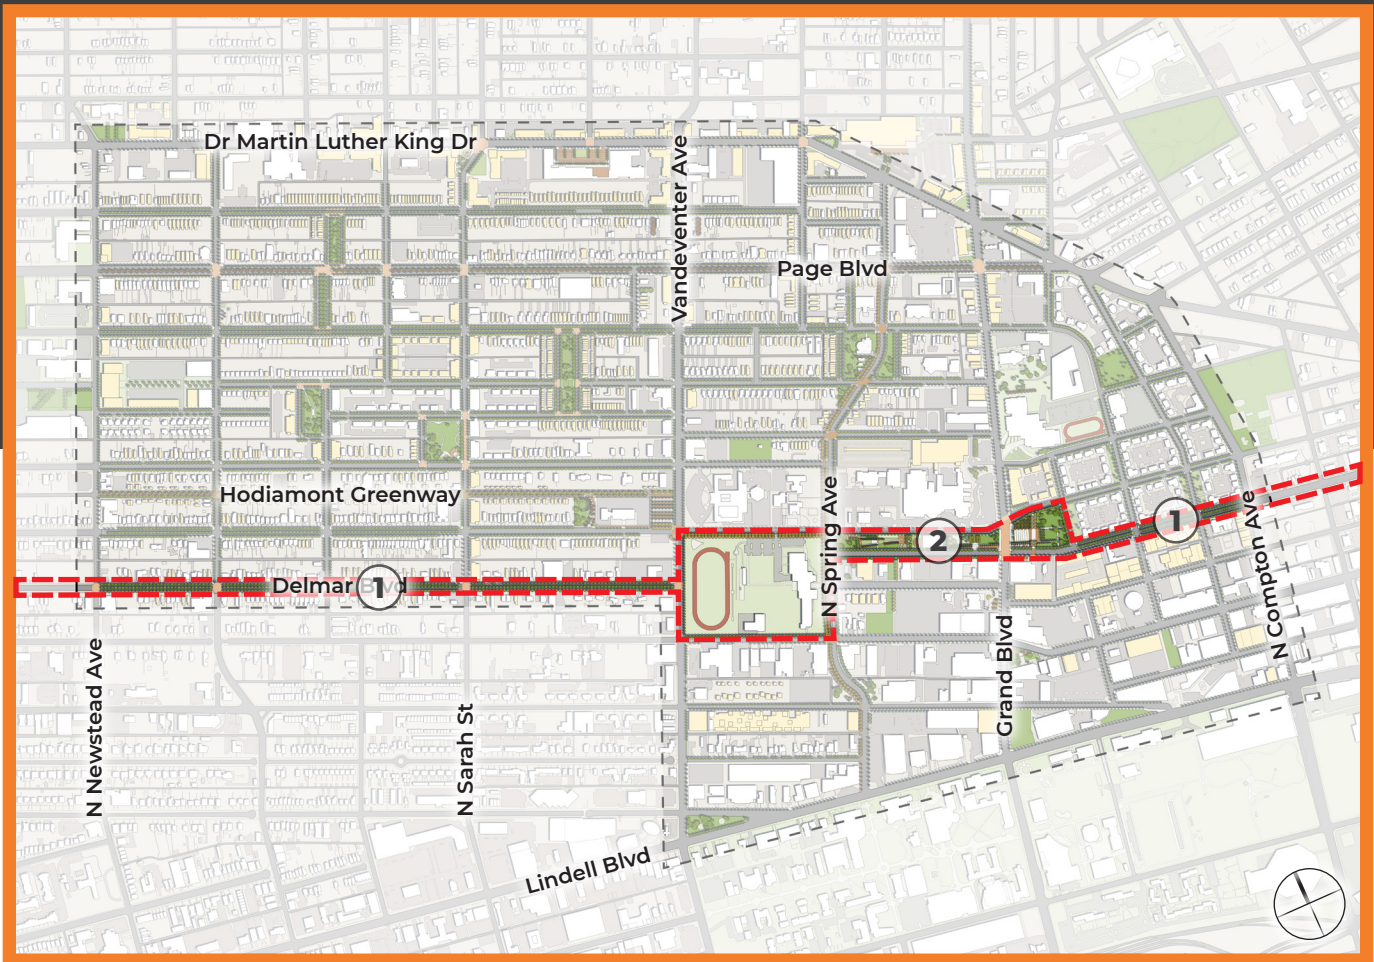 Dr Martin Luther King Dr
Vandeventer Ave
Page Blvd
Hodiamont Greenway
N Spring Ave
2
1
N Compton Ave
Delmar Blvd
1
N Newstead Ave
N Sarah St
Grand Blvd
Lindell Blvd